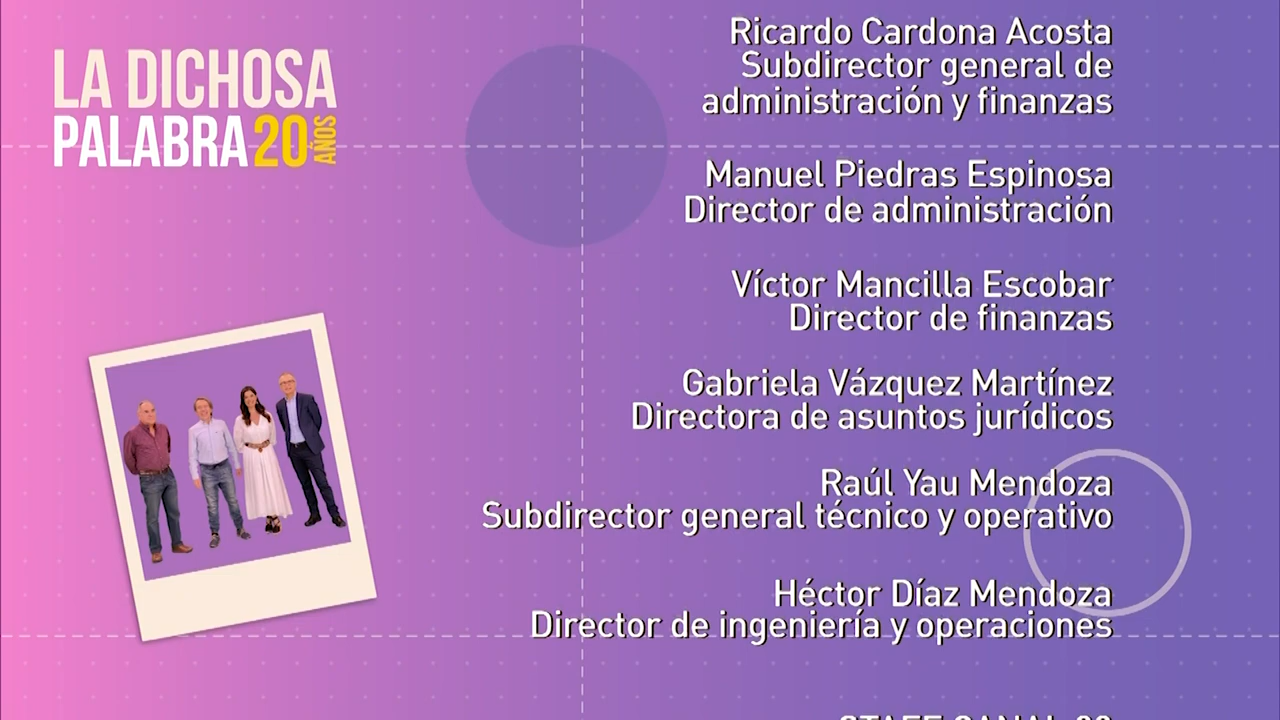 LA DICHOSA
PALABRA 20 AÑOS
Ricardo Cardona Acosta
Subdirector general de
administración y finanzas
Manuel Piedras Espinosa
Director de administración
Víctor Mancilla Escobar
Director de finanzas
Gabriela Vázquez Martínez
Directora de asuntos jurídicos
Raúl Yau Mendoza
Subdirector general técnico y operativo
Héctor Díaz Mendoza
Director de ingeniería y operaciones